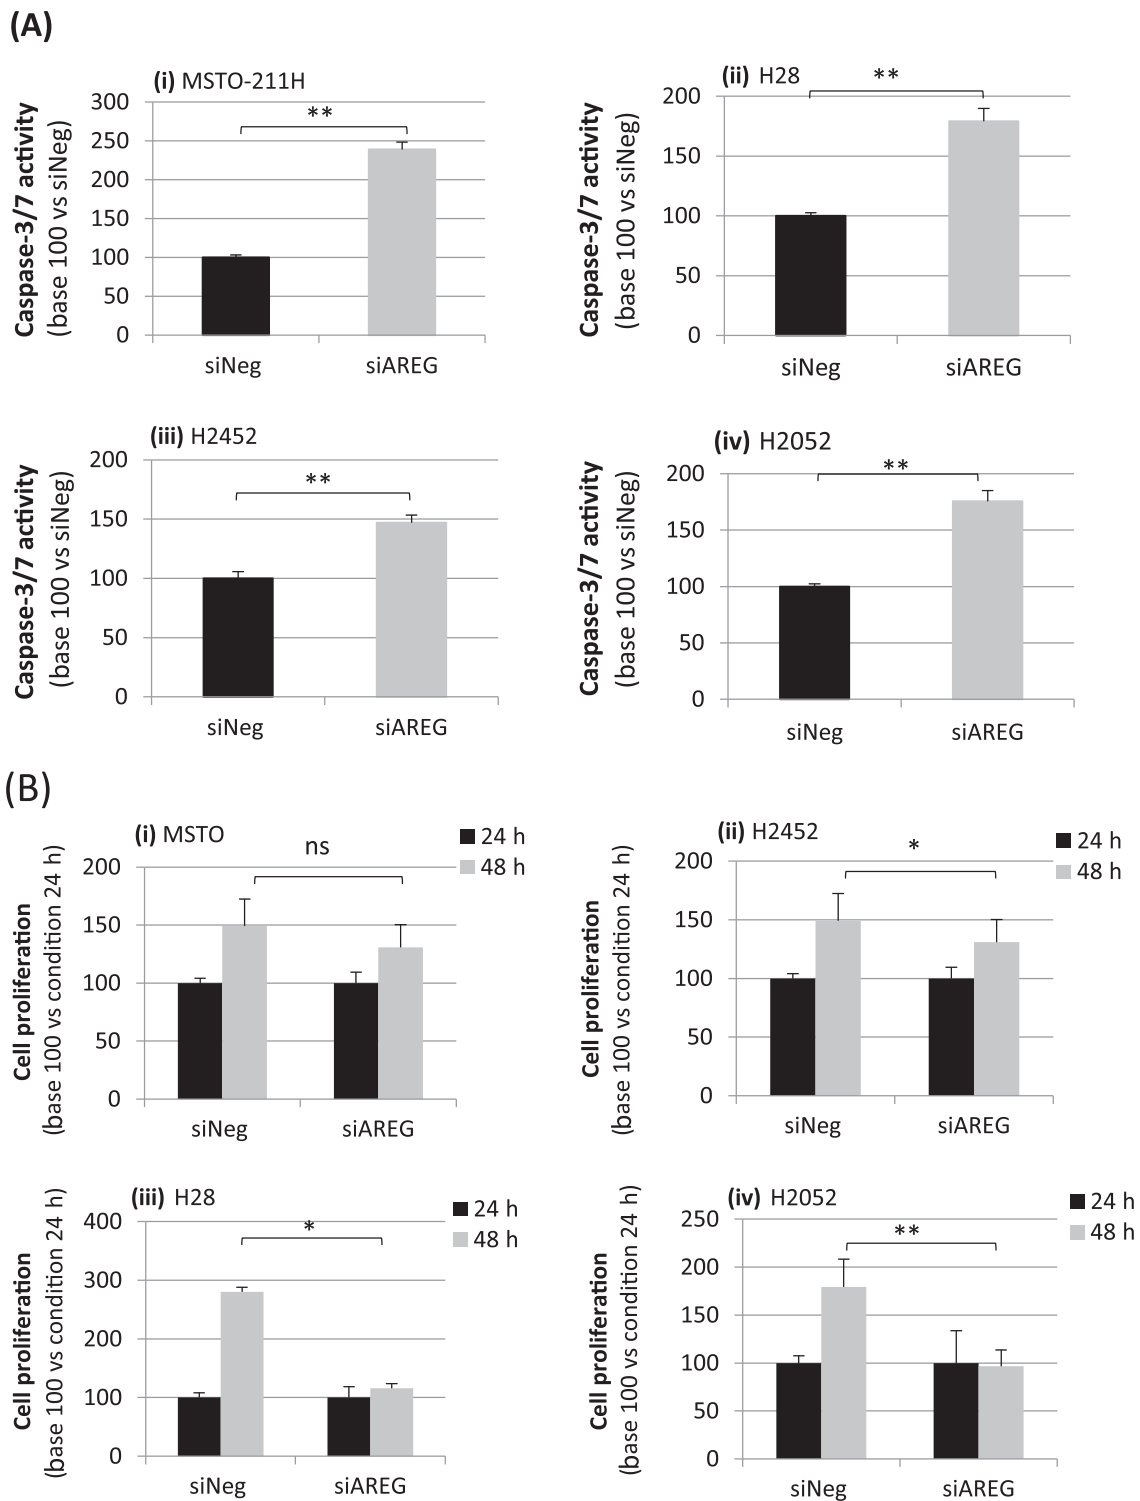 (A)
(i) MSTO-211H
Caspase-3/7 activity
(base 100 vs siNeg)
300
250
200
150
100
50
0
**
siNeg
siAREG
(ii) H28
Caspase-3/7 activity
(base 100 vs siNeg)
200
150
100
50
0
**
siNeg
siAREG
(iii) H2452
Caspase-3/7 activity
(base 100 vs siNeg)
200
150
100
50
0
**
siNeg
siAREG
(iv) H2052
Caspase-3/7 activity
(base 100 vs siNeg)
200
150
100
50
0
**
siNeg
siAREG
(B)
(i) MSTO
Cell proliferation
(base 100 vs condition 24 h)
200
150
100
50
0
ns
24 h
48 h
siNeg
siAREG
(ii) H2452
Cell proliferation
(base 100 vs condition 24 h)
200
150
100
50
0
*
24 h
48 h
siNeg
siAREG
(iii) H28
Cell proliferation
(base 100 vs condition 24 h)
400
300
200
100
0
*
24 h
48 h
siNeg
siAREG
(iv) H2052
Cell proliferation
(base 100 vs condition 24 h)
250
200
150
100
50
0
**
24 h
48 h
siNeg
siAREG